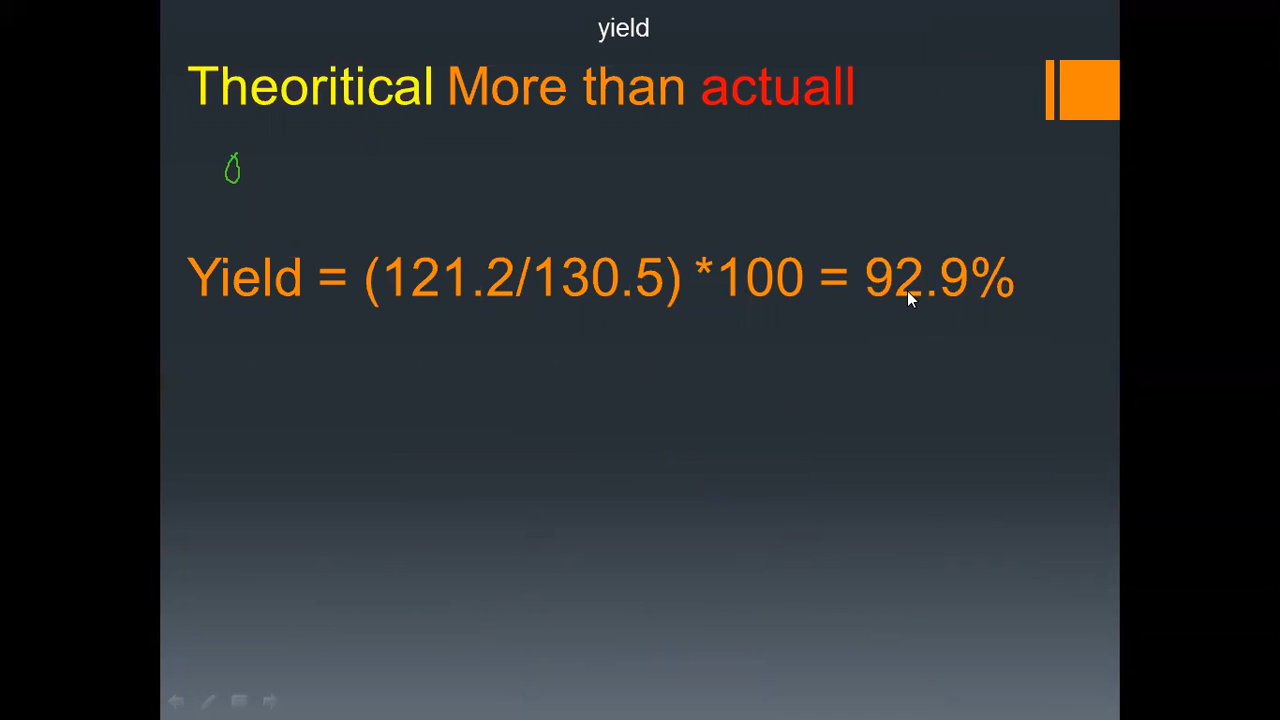 yield
Theoritical More than actuall
Yield = (121.2/130.5) *100 = 92.9%